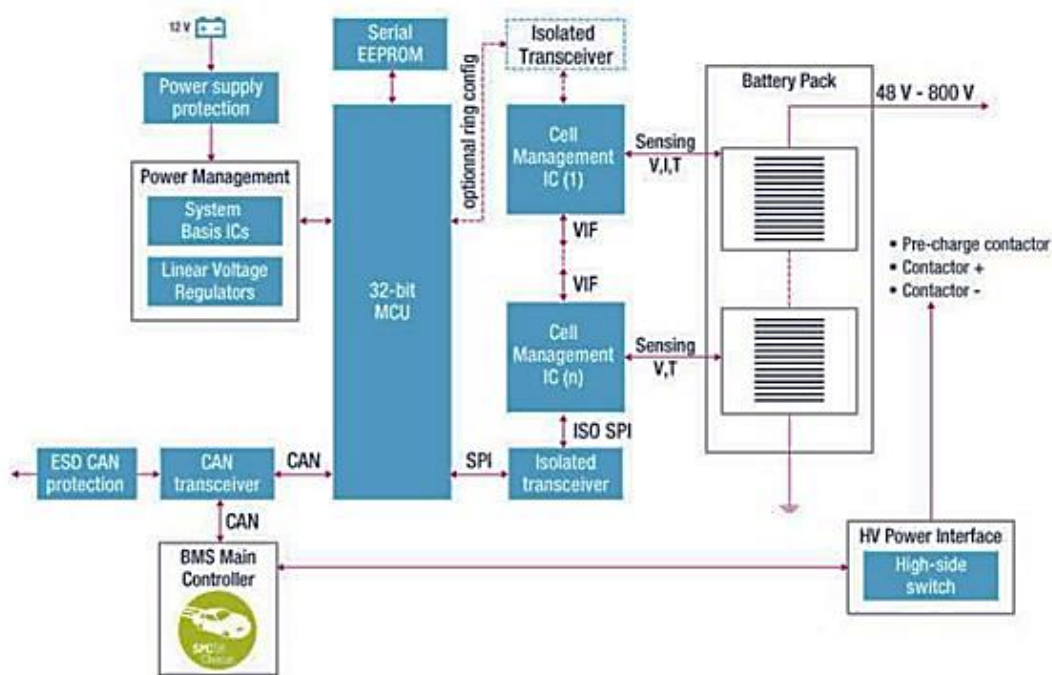 12 V
Serial
EEPROM
Isolated
Transceiver
Power supply
protection
optionnal ring config
Battery Pack
48 V - 800 V
Cell
Management
IC (1)
Sensing
V,I,T
Power Management
System
Basis ICs
Linear Voltage
Regulators
VIF
VIF
• Pre-charge contactor
• Contactor +
• Contactor -
32-bit
MCU
Cell
Management
IC (n)
Sensing
V,T
ISO SPI
ESD CAN
protection
CAN
transceiver
CAN
SPI
Isolated
transceiver
CAN
BMS Main
Controller
HV Power Interface
High-side
switch
SPC5